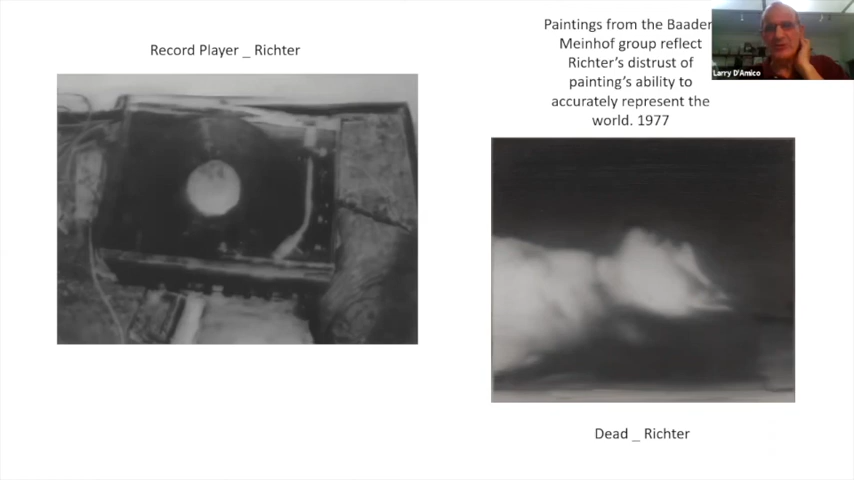 Record Player _ Richter
Paintings from the Baader
Meinhof group reflect
Richter's distrust of
painting's ability to
accurately represent the
world. 1977
Larry D'Amico
Dead _ Richter